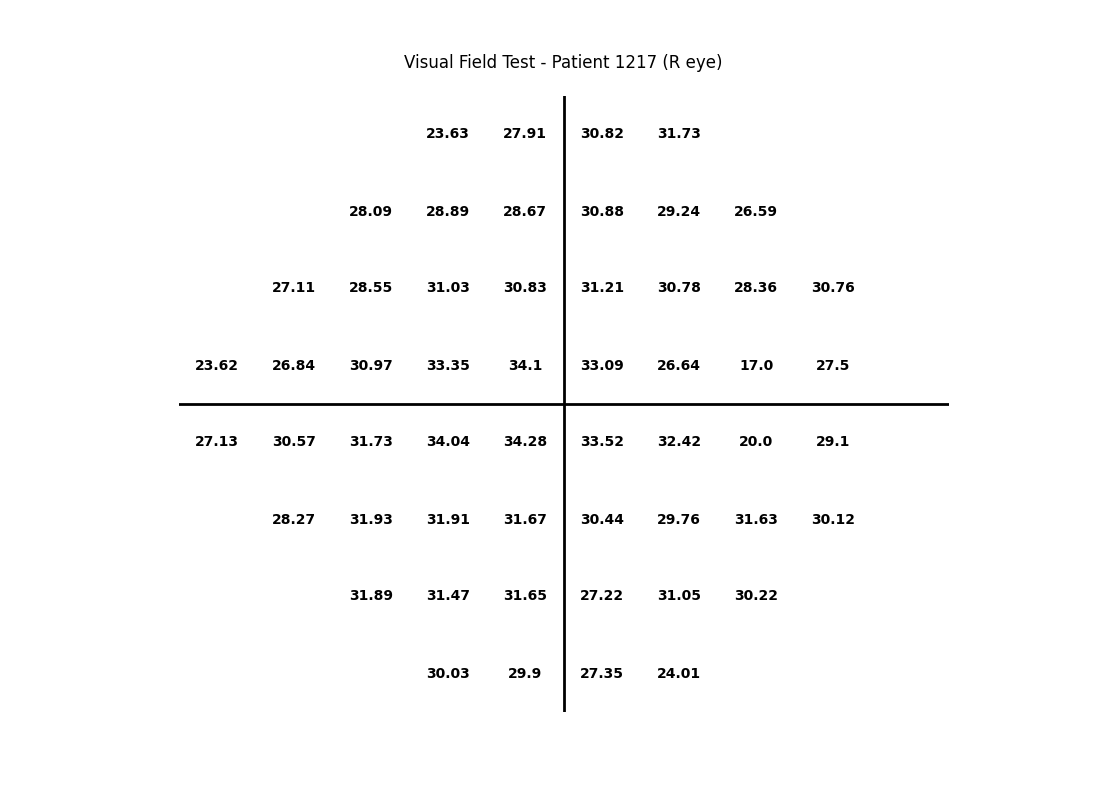 Visual Field Test - Patient 1217 (R eye)
23.63 27.91 30.82 31.73
28.09 28.89 28.67 30.88 29.24 26.59
27.11 28.55 31.03 30.83 31.21 30.78 28.36 30.76
23.62 26.84 30.97 33.35 34.1 33.09 26.64 17.0 27.5
27.13 30.57 31.73 34.04 34.28 33.52 32.42 20.0 29.1
28.27 31.93 31.91 31.67 30.44 29.76 31.63 30.12
31.89 31.47 31.65 27.22 31.05 30.22
30.03 29.9 27.35 24.01